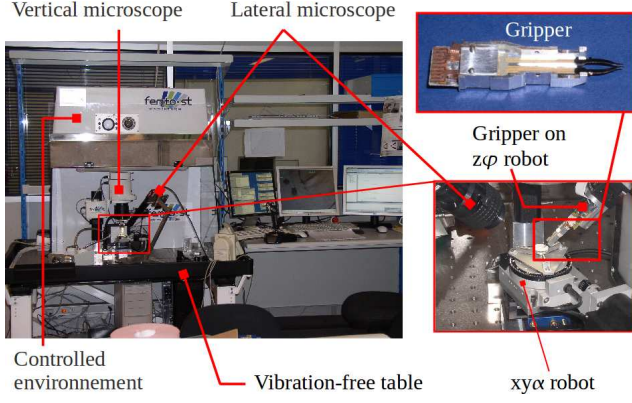 Vertical microscope
Lateral microscope
Gripper
femto-st
Gripper on
zφ robot
Controlled
environnement
Vibration-free table
xyα robot